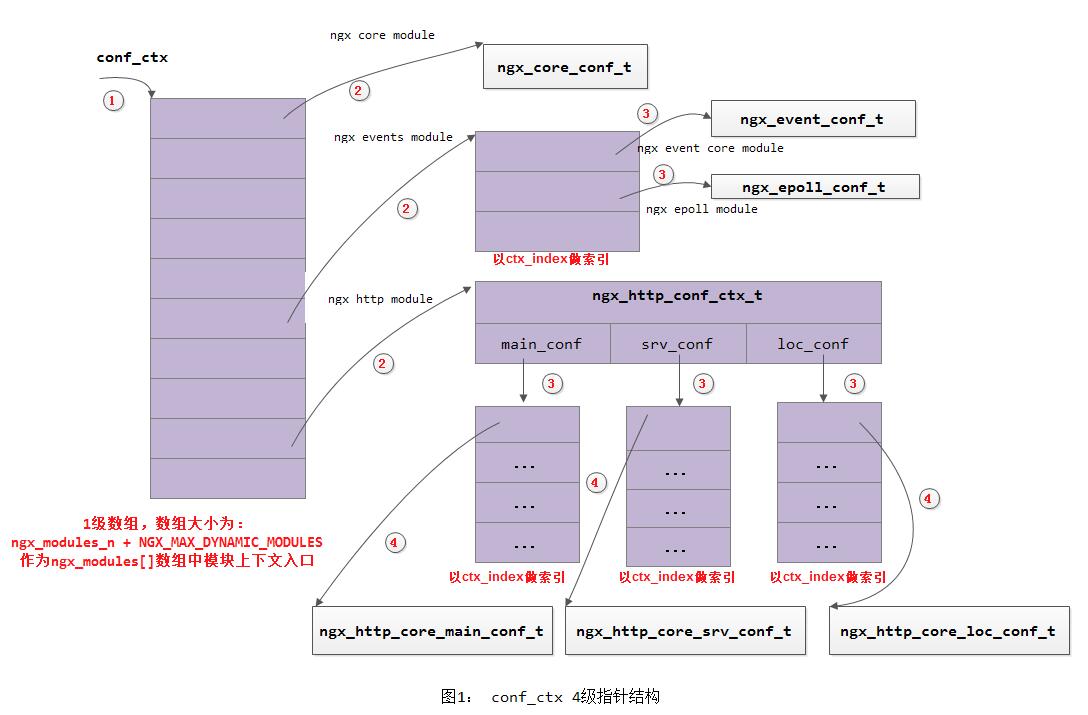 ngx core module
conf_ctx
ngx_core_conf_t
1
2
3
ngx_event_conf_t
ngx events module
ngx event core module
3
ngx_epoll_conf_t
2
ngx epoll module
以ctx_index做索引
ngx http module
ngx_http_conf_ctx_t
main_conf
srv_conf
loc_conf
2
3
3
3
...
...
...
...
...
...
...
...
...
4
4
4
1级数组，数组大小为：
ngx_modules_n + NGX_MAX_DYNAMIC_MODULES
作为ngx_modules[]数组中模块上下文入口
以ctx_index做索引
以ctx_index做索引
以ctx_index做索引
ngx_http_core_main_conf_t
ngx_http_core_srv_conf_t
ngx_http_core_loc_conf_t
图1： conf_ctx 4级指针结构